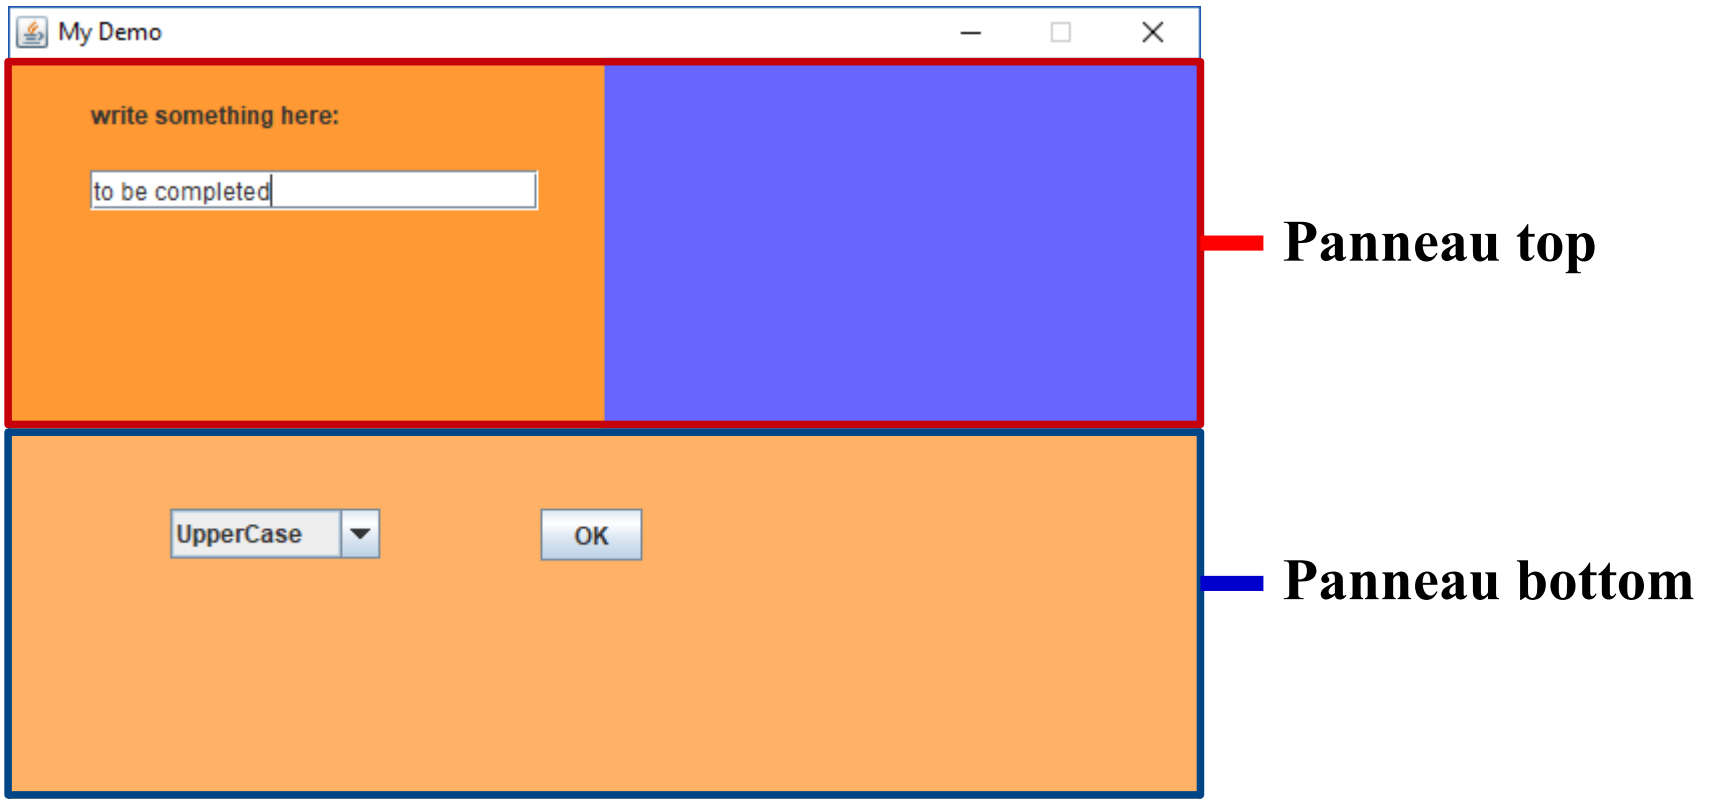 My Demo
write something here:
to be completed
Panneau top
UpperCase
OK
Panneau bottom